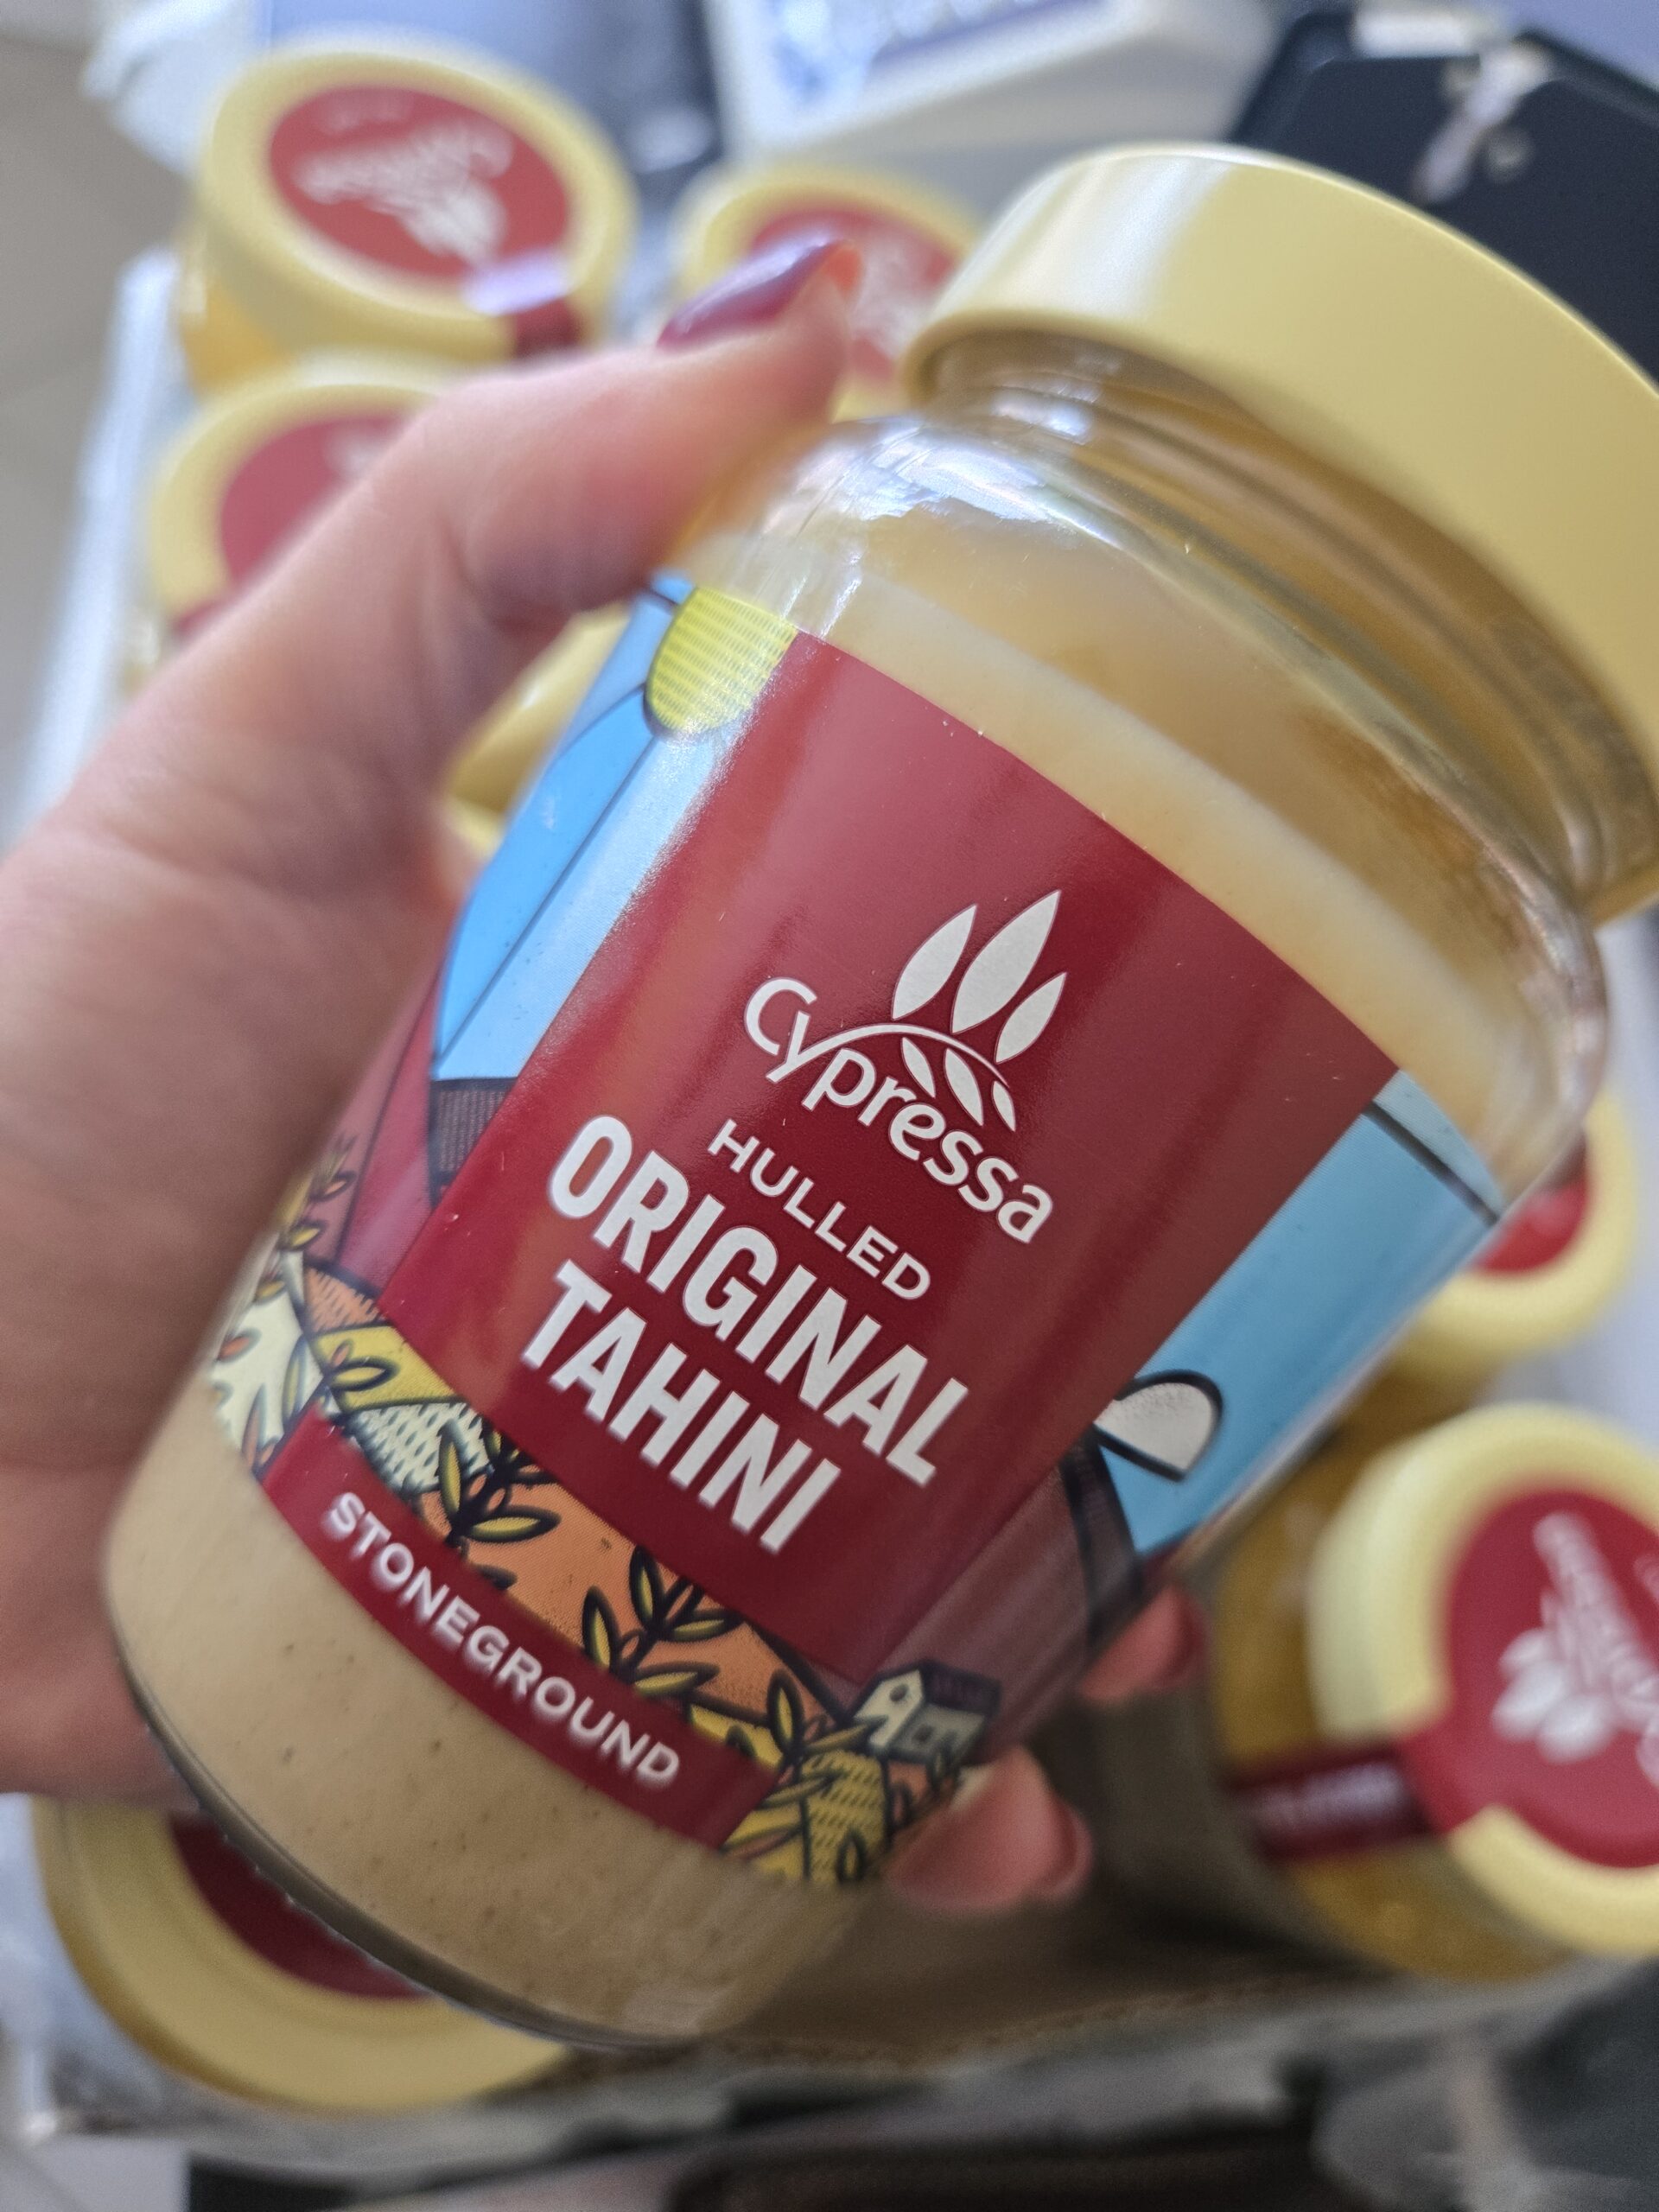 Cypressa
HULLED
ORIGINAL
TAHINI
STONEGROUND